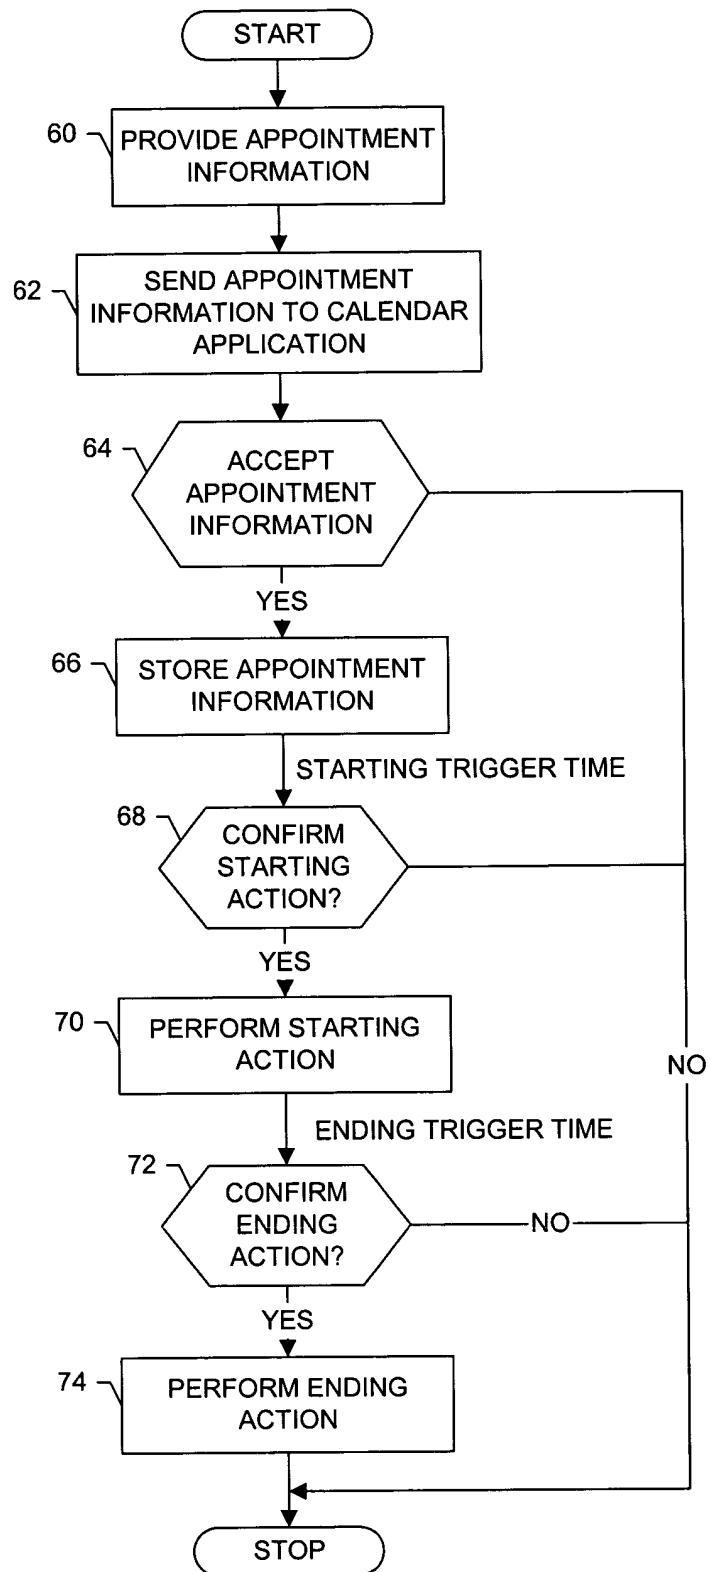 START
60
PROVIDE APPOINTMENT
INFORMATION
62
SEND APPOINTMENT
INFORMATION TO CALENDAR
APPLICATION
64
ACCEPT
APPOINTMENT
INFORMATION
YES
66
STORE APPOINTMENT
INFORMATION
STARTING TRIGGER TIME
68
CONFIRM
STARTING
ACTION?
YES
70
PERFORM STARTING
ACTION
NO
ENDING TRIGGER TIME
72
CONFIRM
ENDING
ACTION?
NO
YES
74
PERFORM ENDING
ACTION
STOP